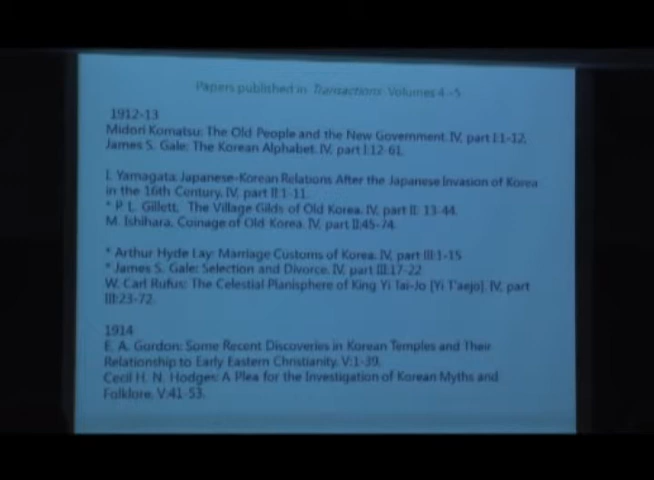 Papers published in Transactions Volumes 4-5
1912-13
Midori Komatsu: The Old People and the New Government. IV, part I:1-12.
James S. Gale: The Korean Alphabet. IV, part I:12-61.
I. Yamagata: Japanese-Korean Relations After the Japanese Invasion of Korea
in the 16th Century. IV, part II:1-11.
* P. L. Gillett, The Village Gilds of Old Korea. IV, part II: 13-44.
M. Ishihara, Coinage of Old Korea. IV, part II:45-74.
* Arthur Hyde Lay: Marriage Customs of Korea. IV, part III:1-15
* James S. Gale: Selection and Divorce. IV, part III:17-22
W. Carl Rufus: The Celestial Planisphere of King Yi Tai-Jo [Yi T'aejo]. IV, part
III:23-72.
1914
E. A. Gordon: Some Recent Discoveries in Korean Temples and Their
Relationship to Early Eastern Christianity. V:1-39.
Cecil H. N. Hodges: A Plea for the Investigation of Korean Myths and
Folklore. V:41-53.